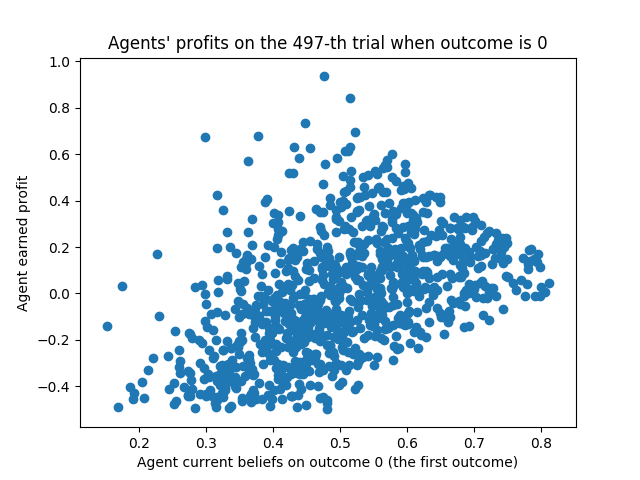 Agents' profits on the 497-th trial when outcome is 0
1.0
0.8
0.6
0.4
0.2
0.0
−0.2
−0.4
Agent earned profit
0.2 0.3 0.4 0.5 0.6 0.7 0.8
Agent current beliefs on outcome 0 (the first outcome)